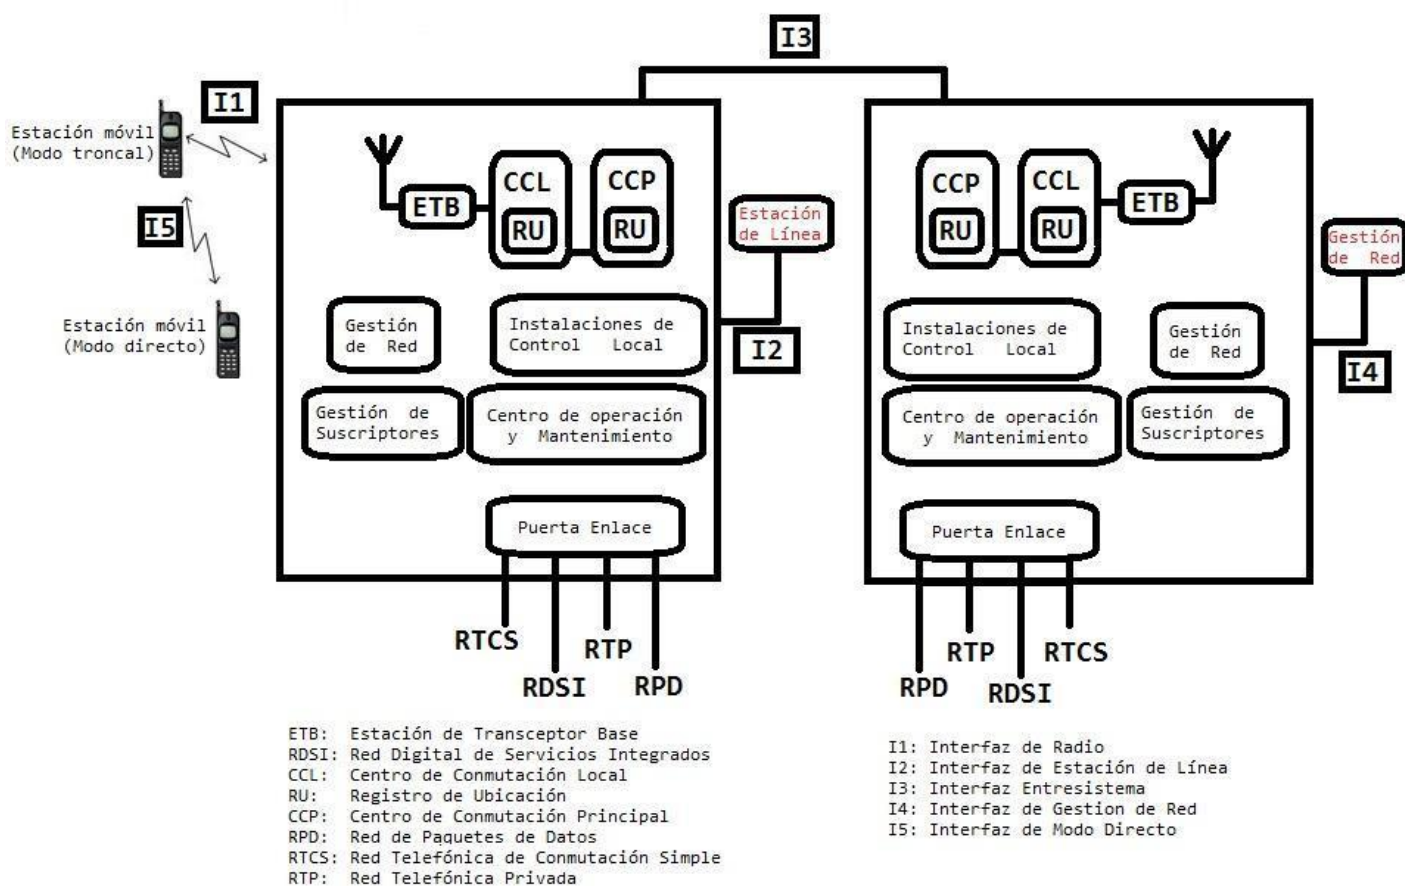 I3
I1
Estación móvil
(Modo troncal)
I5
Estación móvil
(Modo directo)
ETB
CCL
RU
CCP
RU
Gestión
de Red
Instalaciones de
Control Local
Gestión de
Suscriptores
Centro de operación
y Mantenimiento
Puerta Enlace
RTCS
RDSI
RTP
RPD
Estación
de Línea
I2
CCP
RU
CCL
RU
ETB
Instalaciones de
Control Local
Gestión
de Red
Centro de operación
y Mantenimiento
Gestión de
Suscriptores
Puerta Enlace
RPD
RTP
RDSI
RTCS
Gestión
de Red
I4
ETB: Estación de Transceptor Base
RDSI: Red Digital de Servicios Integrados
CCL: Centro de Conmutación Local
RU: Registro de Ubicación
CCP: Centro de Conmutación Principal
RPD: Red de Paquetes de Datos
RTCS: Red Telefónica de Conmutación Simple
RTP: Red Telefónica Privada
I1: Interfaz de Radio
I2: Interfaz de Estación de Línea
I3: Interfaz Entresistema
I4: Interfaz de Gestion de Red
I5: Interfaz de Modo Directo